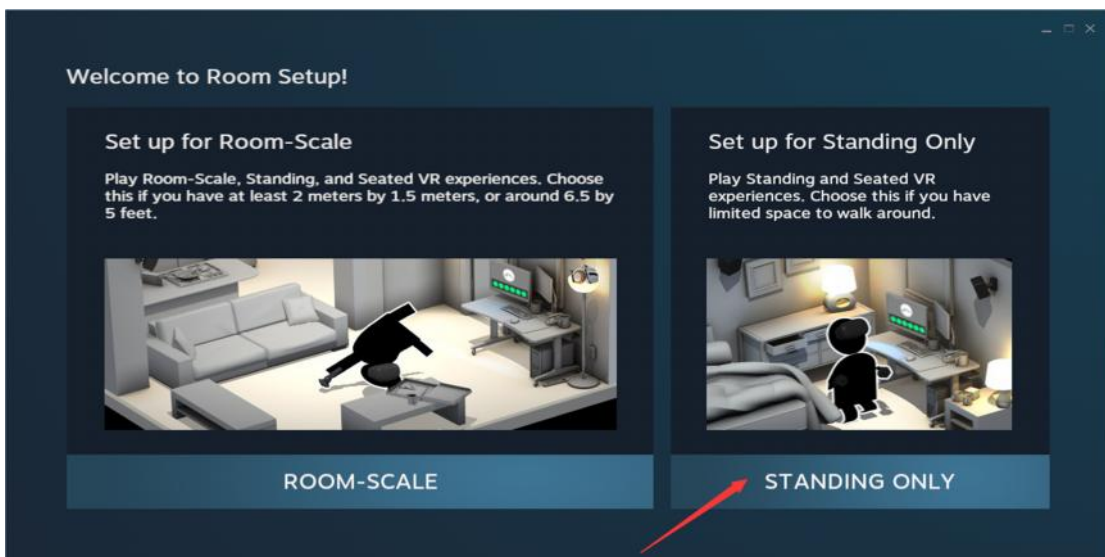 Welcome to Room Setup!
Set up for Room-Scale
Play Room-Scale, Standing, and Seated VR experiences. Choose
this if you have at least 2 meters by 1.5 meters, or around 6.5 by
5 feet.
ROOM-SCALE
Set up for Standing Only
Play Standing and Seated VR
experiences. Choose this if you have
limited space to walk around.
STANDING ONLY